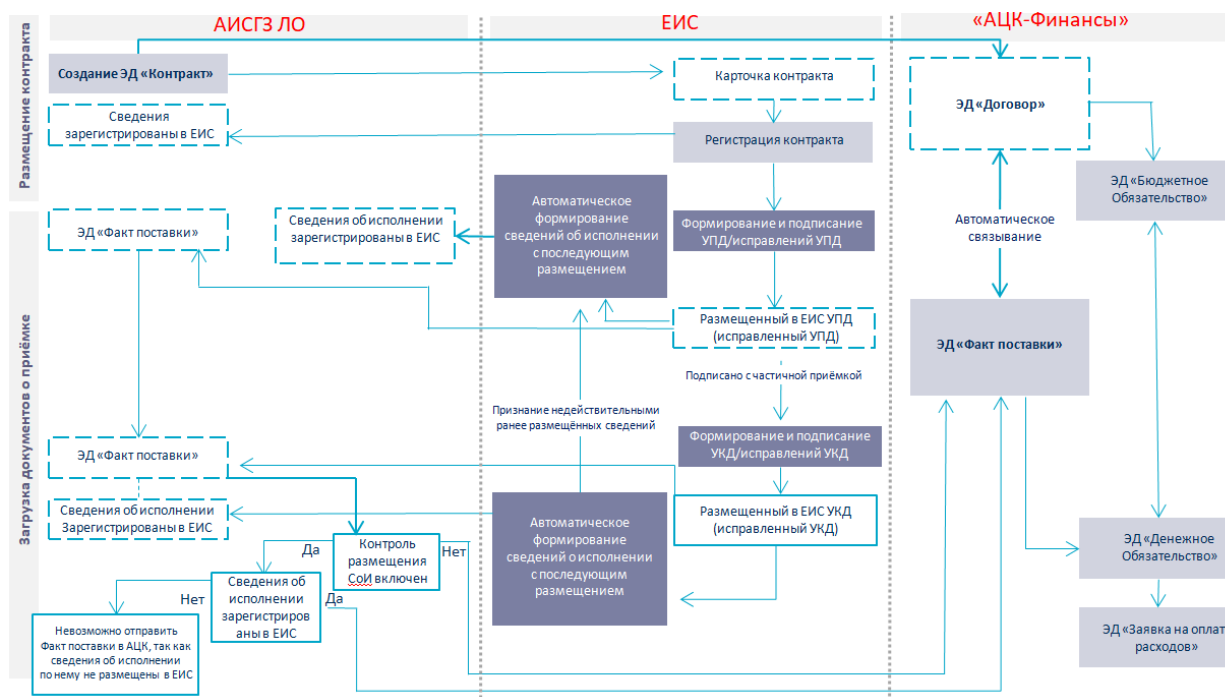 АИСГЗ ЛО
ЕИС
«АЦК-Финансы»
Размещение контракта
Создание ЭД «Контракт»
Карточка контракта
ЭД «Договор»
Сведения
зарегистрированы в ЕИС
Регистрация контракта
ЭД «Бюджетное
Обязательство»
Загрузка документов о приёмке
ЭД «Факт поставки»
Сведения об исполнении
зарегистрированы в ЕИС
Автоматическое
формирование
сведений об исполнении
с последующим
размещением
Формирование и подписание
УПД/исправлений УПД
Автоматическое
связывание
Размещенный в ЕИС УПД
(исправленный УПД)
ЭД «Факт поставки»
Подписано с частичной приёмкой
Признание недействительными
ранее размещённых сведений
Формирование и подписание
УКД/исправлений УКД
ЭД «Факт поставки»
Сведения об исполнении
Зарегистрированы в ЕИС
Автоматическое
формирование
сведений о исполнении
с последующим
размещением
Размещенный в ЕИС УКД
(исправленный УКД)
Да
Контроль
размещения
СоИ включен
Нет
ЭД «Денежное
Обязательство»
Нет
Сведения об
исполнении
зарегистриров
аны в ЕИС
Да
Невозможно отправить
Факт поставки в АЦК, так как
сведения об исполнении
по нему не размещены в ЕИС
ЭД «Заявка на оплат
расходов»